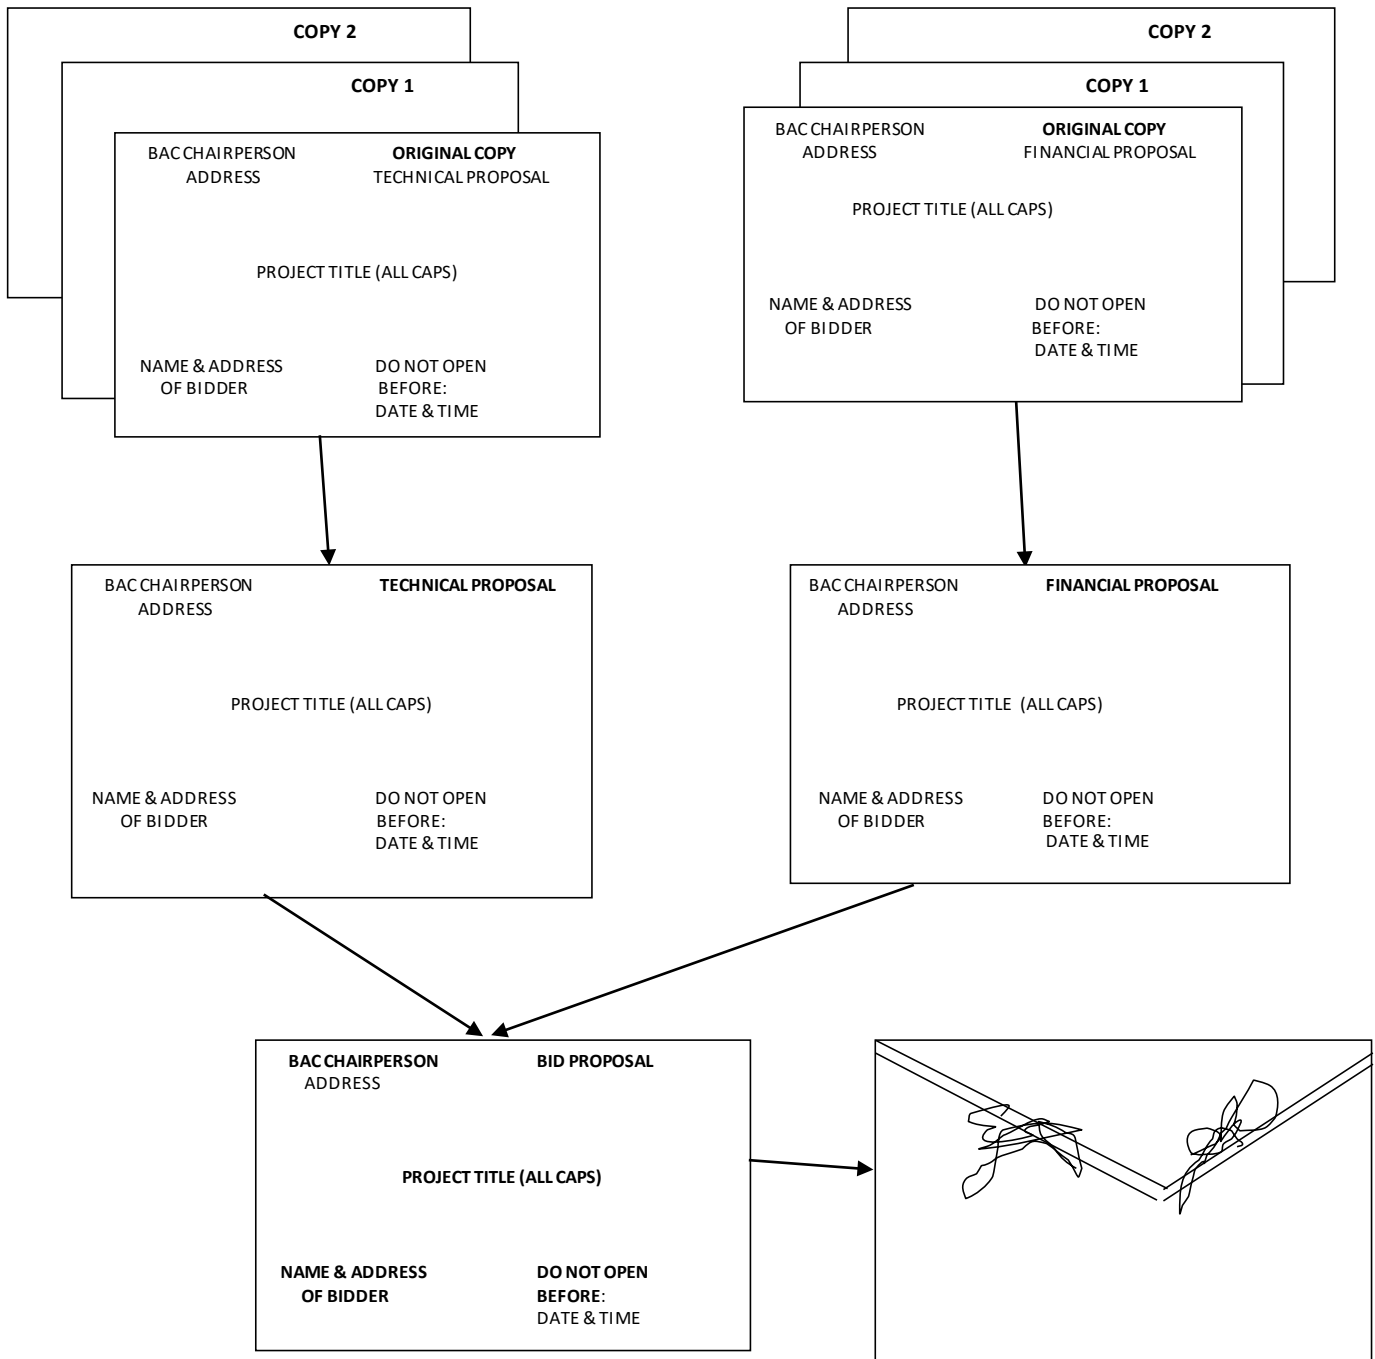 COPY 2
COPY 1
BAC CHAIRPERSON
ADDRESS
ORIGINAL COPY
TECHNICAL PROPOSAL
PROJECT TITLE (ALL CAPS)
NAME & ADDRESS
OF BIDDER
DO NOT OPEN
BEFORE:
DATE & TIME
COPY 2
COPY 1
BAC CHAIRPERSON
ADDRESS
ORIGINAL COPY
FINANCIAL PROPOSAL
PROJECT TITLE (ALL CAPS)
NAME & ADDRESS
OF BIDDER
DO NOT OPEN
BEFORE:
DATE & TIME
BAC CHAIRPERSON
ADDRESS
TECHNICAL PROPOSAL
PROJECT TITLE (ALL CAPS)
NAME & ADDRESS
OF BIDDER
DO NOT OPEN
BEFORE:
DATE & TIME
BAC CHAIRPERSON
ADDRESS
FINANCIAL PROPOSAL
PROJECT TITLE (ALL CAPS)
NAME & ADDRESS
OF BIDDER
DO NOT OPEN
BEFORE:
DATE & TIME
BAC CHAIRPERSON
ADDRESS
BID PROPOSAL
PROJECT TITLE (ALL CAPS)
NAME & ADDRESS
OF BIDDER
DO NOT OPEN
BEFORE:
DATE & TIME